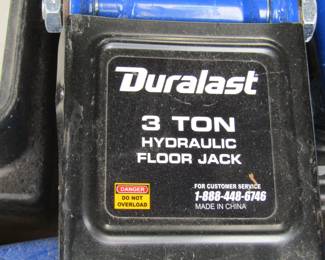 Duralast
3 TON
HYDRAULIC
FLOOR JACK
DANGER
DO NOT
OVERLOAD
FOR CUSTOMER SERVICE
1-888-448-6746
MADE IN CHINA